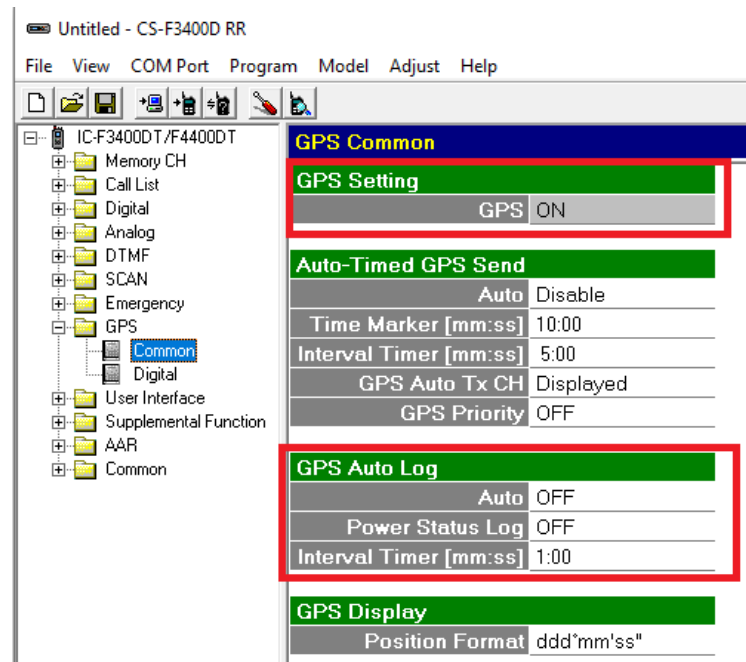 Untitled - CS-F3400D RR
File View COM Port Program Model Adjust Help
IC-F3400DT/F4400DT
Memory CH
Call List
Digital
Analog
DTMF
SCAN
Emergency
GPS
Common
Digital
User Interface
Supplemental Function
AAR
Common
GPS Common
GPS Setting
GPS ON
Auto-Timed GPS Send
Auto Disable
Time Marker [mm:ss] 10:00
Interval Timer [mm:ss] 5:00
GPS Auto Tx CH Displayed
GPS Priority OFF
GPS Auto Log
Auto OFF
Power Status Log OFF
Interval Timer [mm:ss] 1:00
GPS Display
Position Format ddd°mm'ss"